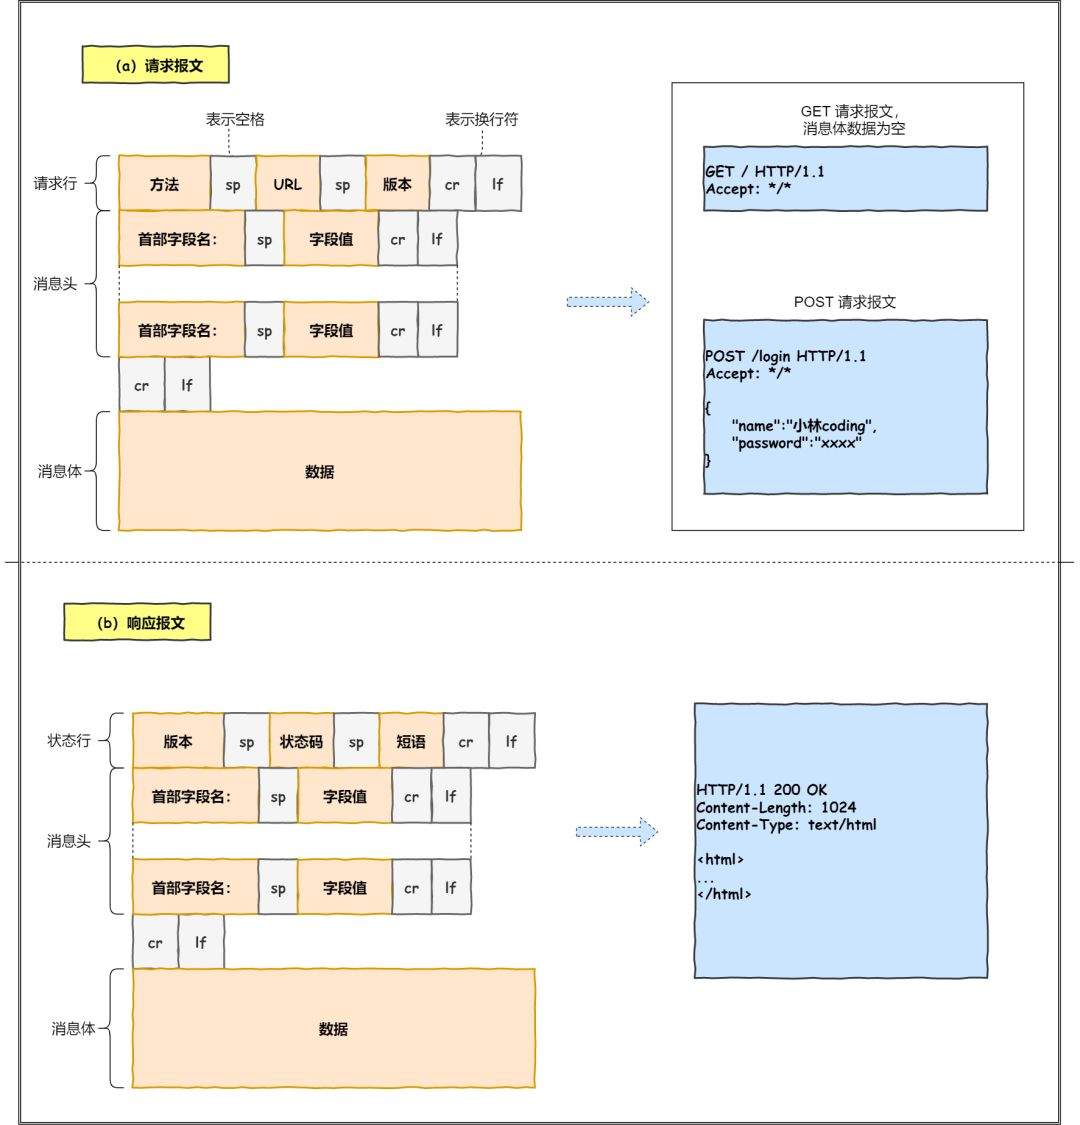 (a) 请求报文
表示空格
表示换行符
请求行
方法 sp URL sp 版本 cr lf
消息头
首部字段名: sp 字段值 cr lf
首部字段名: sp 字段值 cr lf
cr lf
消息体
数据
GET 请求报文,
消息体数据为空
GET / HTTP/1.1
Accept: */*
POST 请求报文
POST /login HTTP/1.1
Accept: */*
{
"name":"小林coding",
"password":"xxxx"
}
(b) 响应报文
状态行
版本 sp 状态码 sp 短语 cr lf
消息头
首部字段名: sp 字段值 cr lf
首部字段名: sp 字段值 cr lf
cr lf
消息体
数据
HTTP/1.1 200 OK
Content-Length: 1024
Content-Type: text/html
<html>
...
</html>